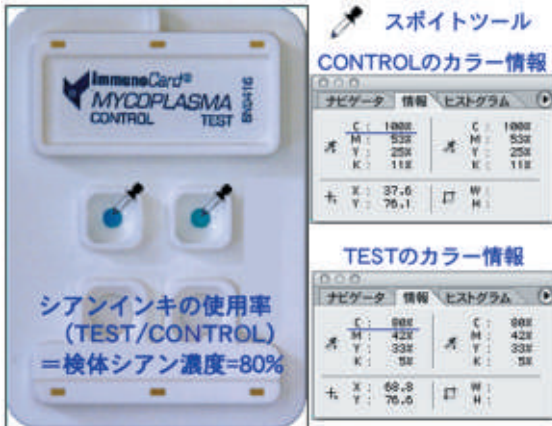 スポイトツール
CONTROLのカラー情報
ImmunoCard®
MYCOPLASMA
CONTROL TEST
ナビゲータ 情報 ヒストグラム
C : 100% C : 100%
M : 53% M : 53%
Y : 25% Y : 25%
K : 11% K : 11%
X : 37.6 W :
Y : 76.1 H :
シアンインキの使用率
(TEST/CONTROL)
=検体シアン濃度=80%
TESTのカラー情報
ナビゲータ 情報 ヒストグラム
C : 80% C : 80%
M : 42% M : 42%
Y : 33% Y : 33%
K : 5% K : 5%
X : 68.8 W :
Y : 76.6 H :